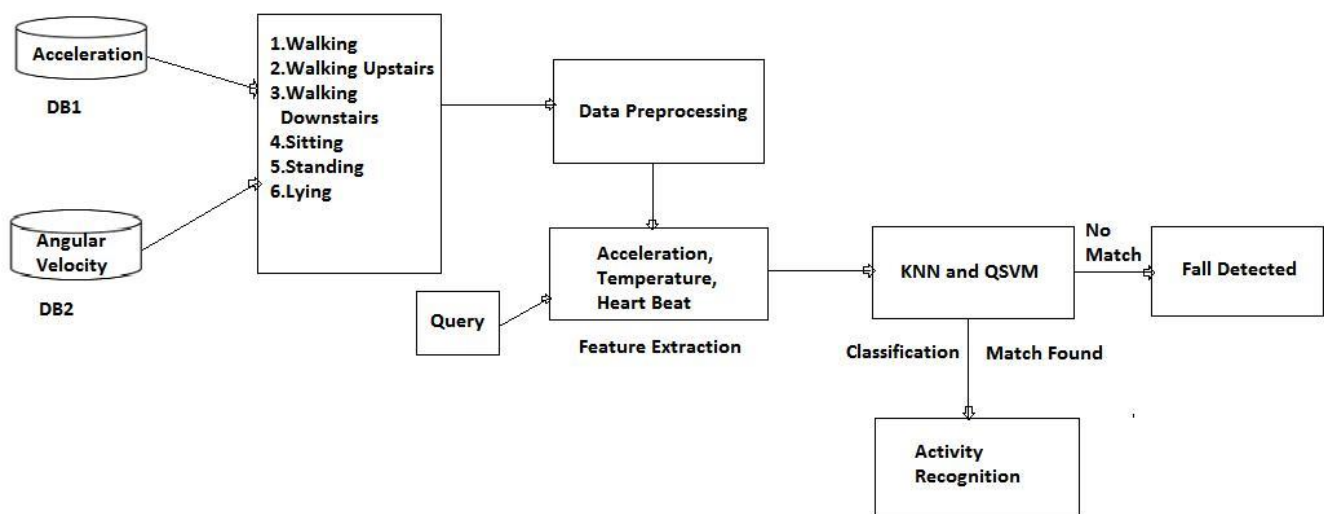 Acceleration
DB1
Angular
Velocity
DB2
1.Walking
2.Walking Upstairs
3.Walking
Downstairs
4.Sitting
5.Standing
6.Lying
Data Preprocessing
Query
Acceleration,
Temperature,
Heart Beat
Feature Extraction
KNN and QSVM
Classification
No
Match
Fall Detected
Match Found
Activity
Recognition